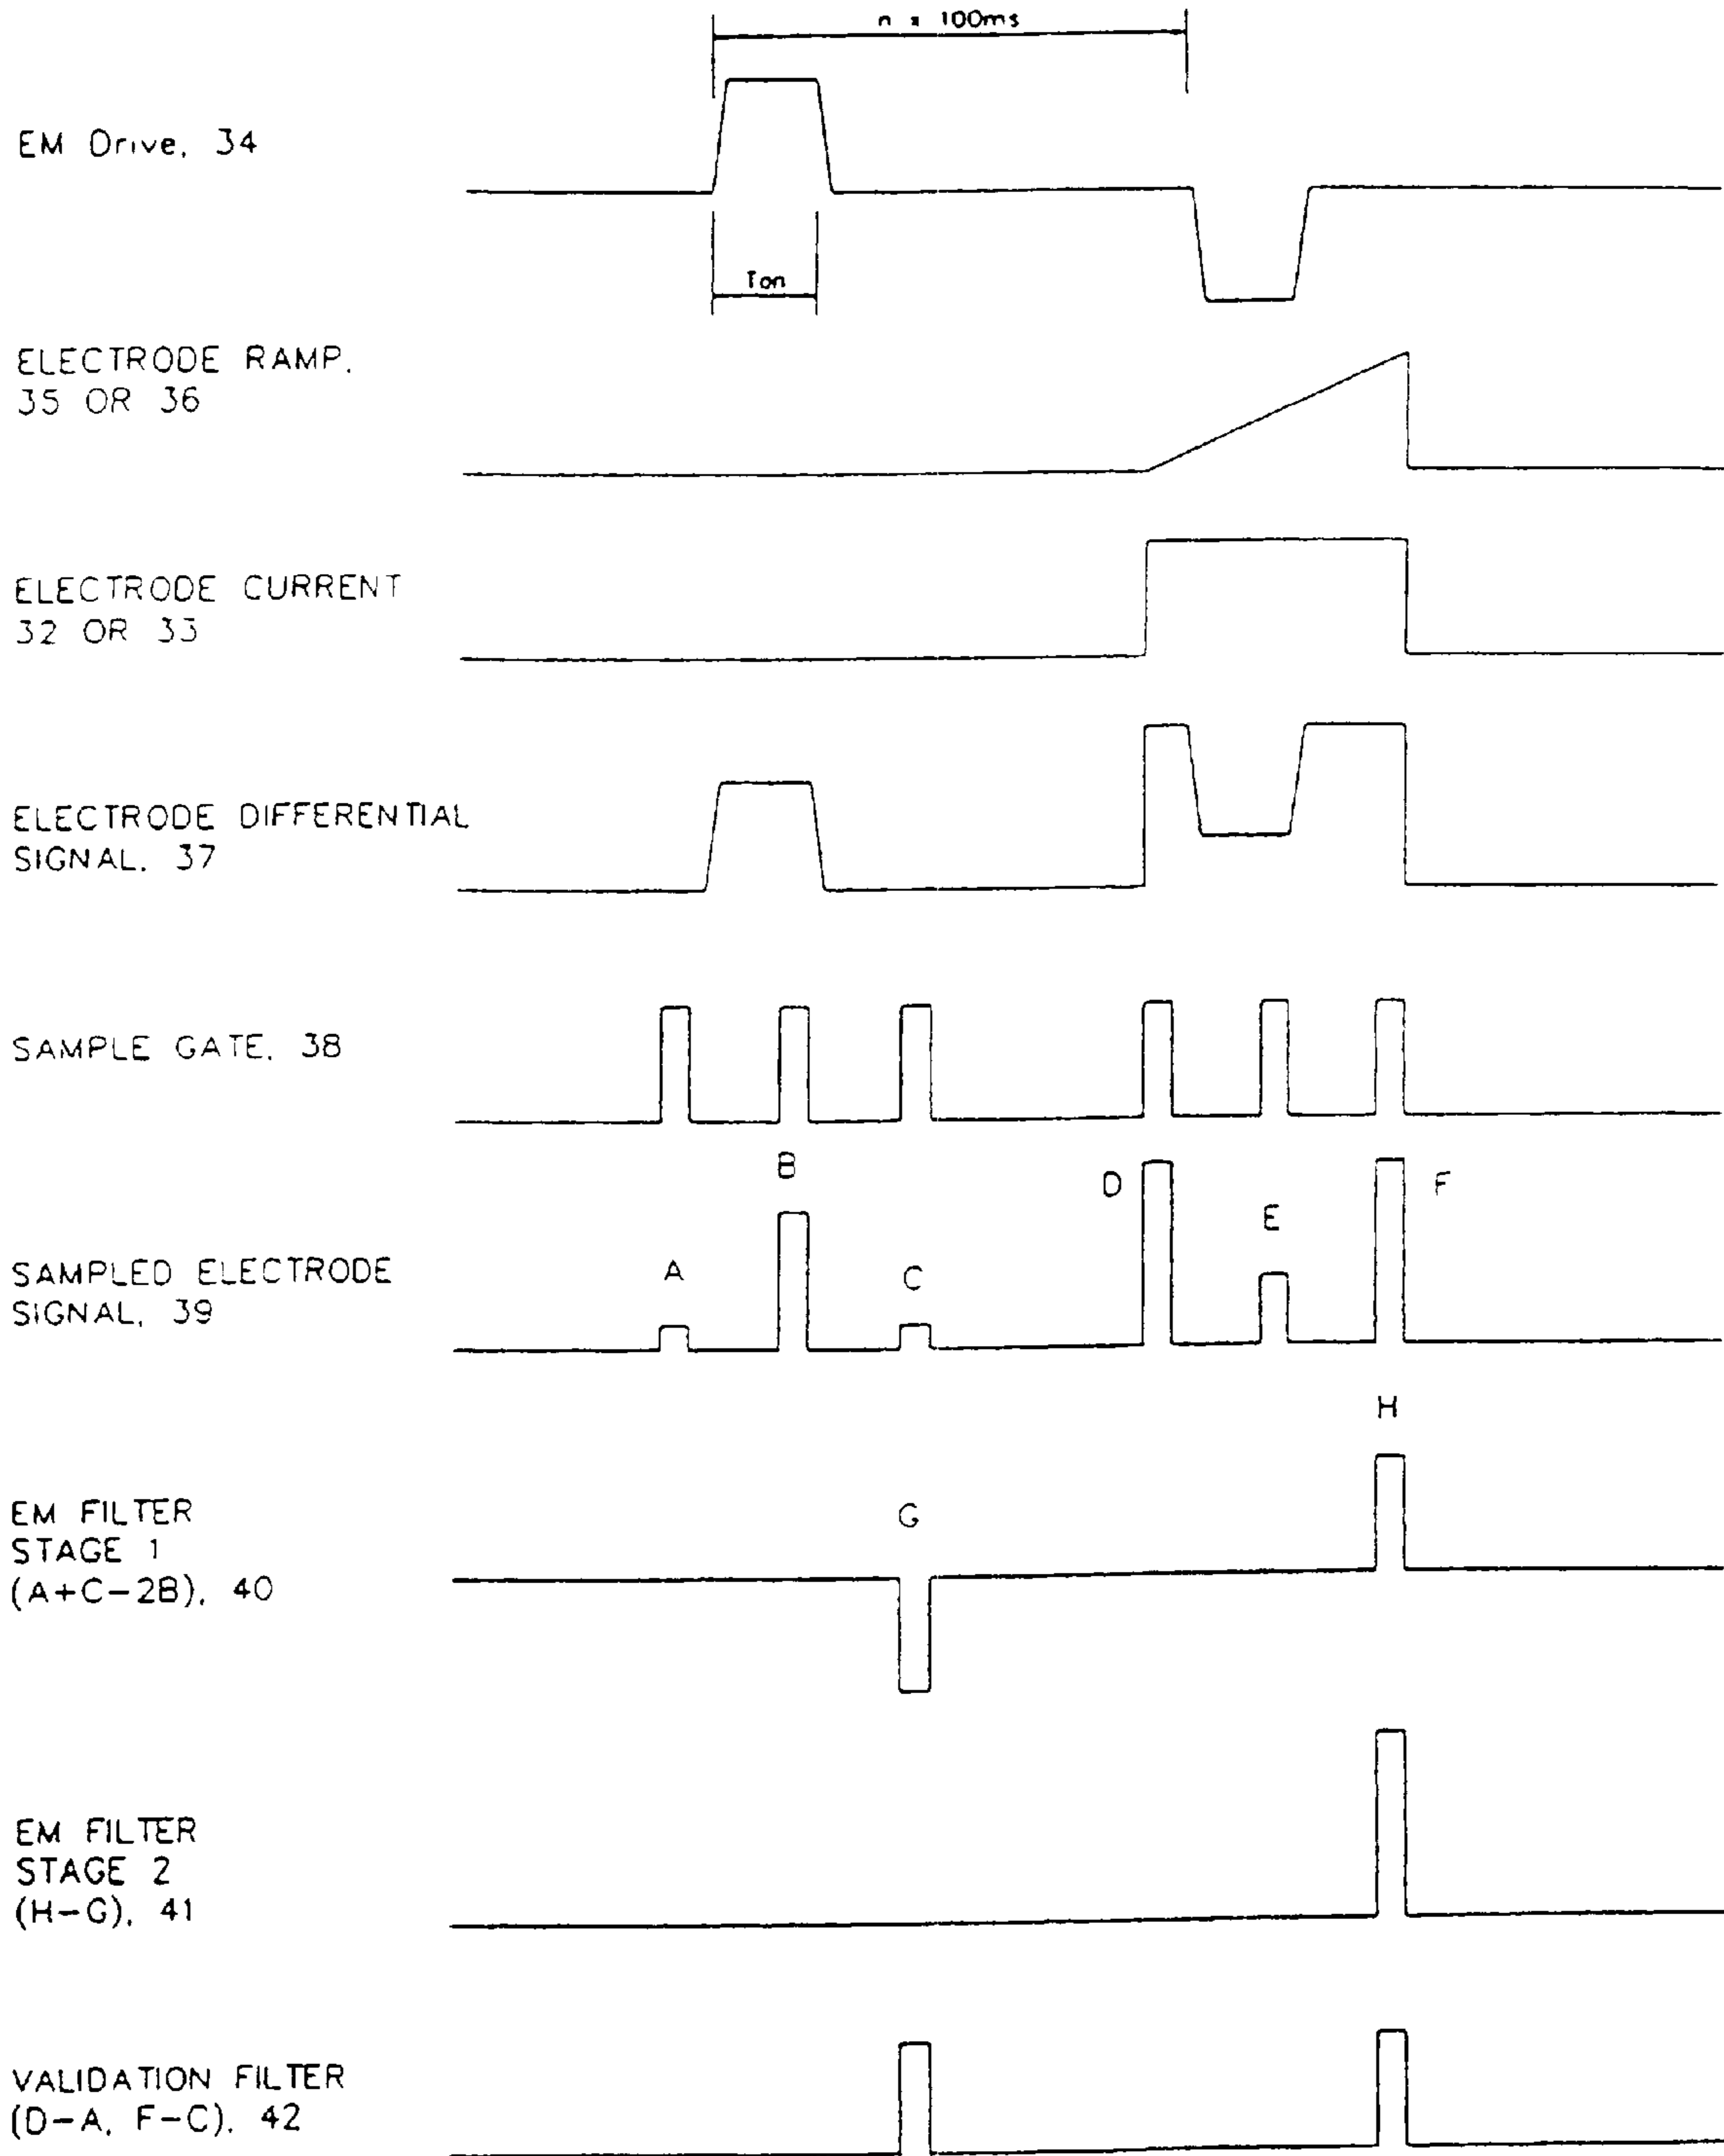 n x 100ms
EM Drive, 34
Ton
ELECTRODE RAMP,
35 OR 36
ELECTRODE CURRENT
32 OR 33
ELECTRODE DIFFERENTIAL
SIGNAL, 37
SAMPLE GATE, 38
B
D
F
E
A
C
SAMPLED ELECTRODE
SIGNAL, 39
H
G
EM FILTER
STAGE 1
(A+C-2B), 40
EM FILTER
STAGE 2
(H-G), 41
VALIDATION FILTER
(D-A, F-C), 42